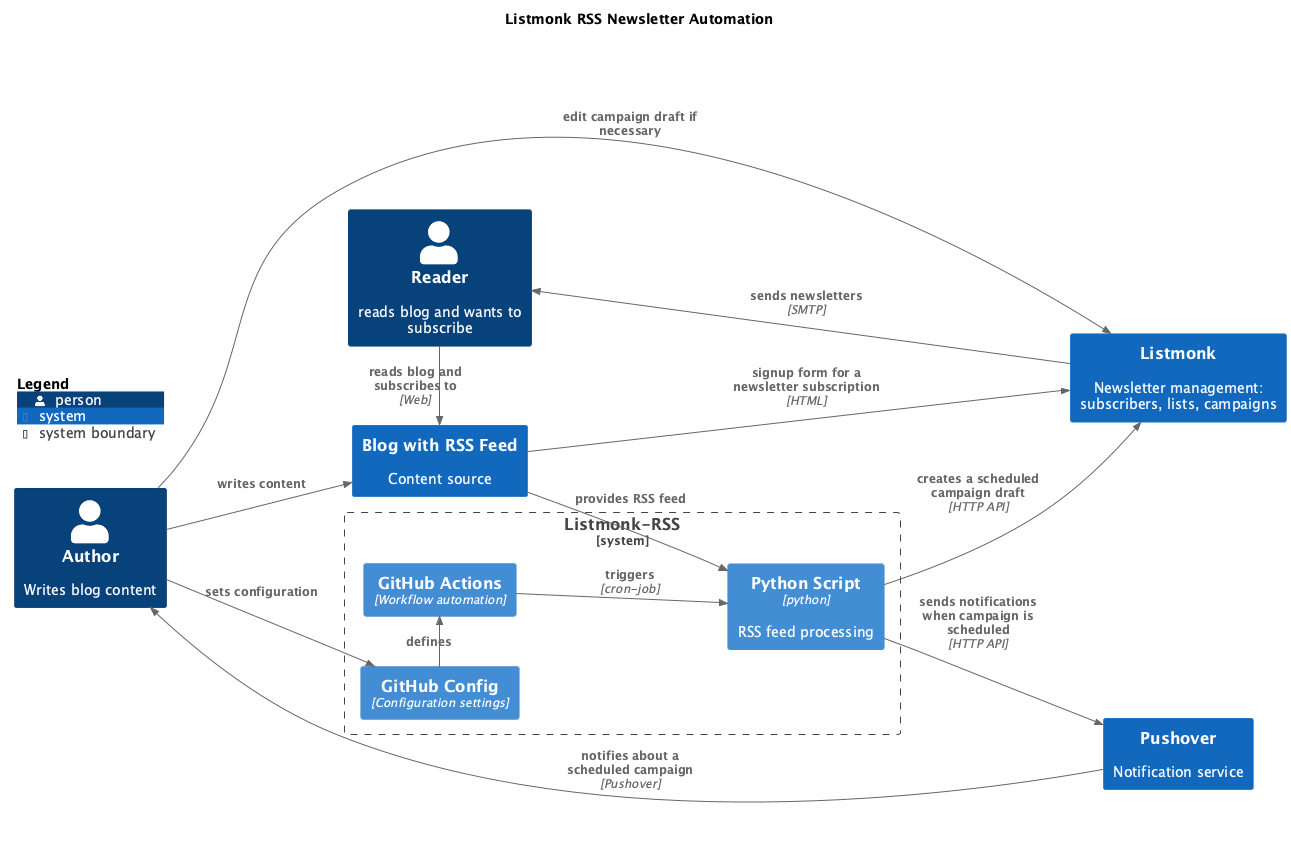 Listmonk RSS Newsletter Automation
edit campaign draft if
necessary
Reader
reads blog and wants to
subscribe
sends newsletters
[SMTP]
Listmonk
Newsletter management:
subscribers, lists, campaigns
reads blog and
subscribes to
[Web]
signup form for a
newsletter subscription
[HTML]
Legend
person
system
system boundary
Blog with RSS Feed
Content source
writes content
provides RSS feed
creates a scheduled
campaign draft
[HTTP API]
Author
Writes blog content
Listmonk-RSS
[system]
sets configuration
GitHub Actions
[Workflow automation]
triggers
[cron-job]
Python Script
[python]
RSS feed processing
sends notifications
when campaign is
scheduled
[HTTP API]
defines
GitHub Config
[Configuration settings]
Pushover
Notification service
notifies about a
scheduled campaign
[Pushover]